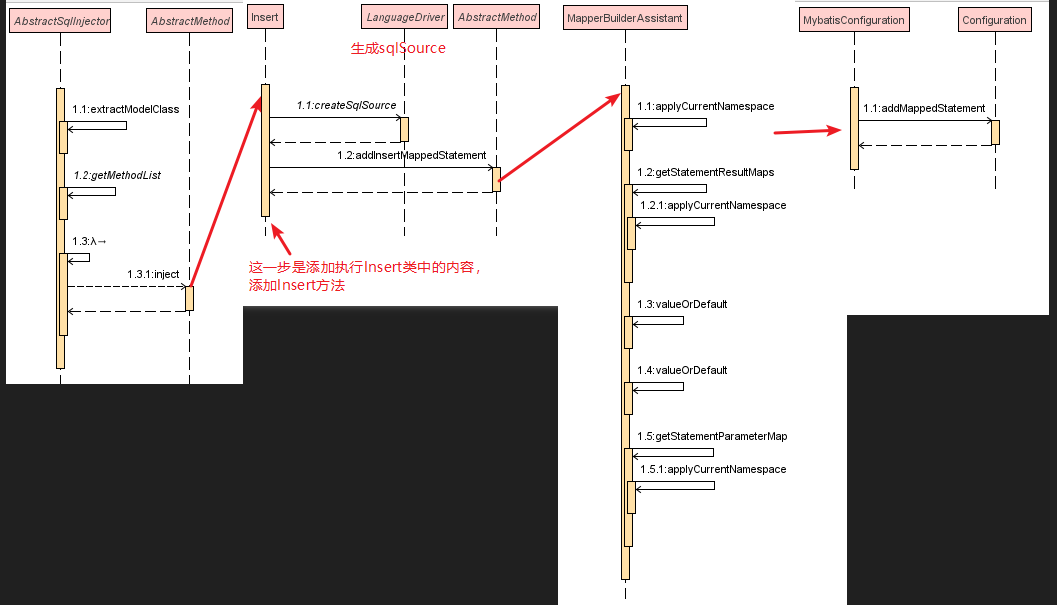 AbstractSqlInjector
AbstractMethod
1.1:extractModelClass
1.2:getMethodList
1.3:λ→
1.3.1:inject
Insert
LanguageDriver
AbstractMethod
生成sqlSource
1.1:createSqlSource
1.2:addInsertMappedStatement
这一步是添加执行Insert类中的内容，
添加Insert方法
MapperBuilderAssistant
1.1:applyCurrentNamespace
1.2:getStatementResultMaps
1.2.1:applyCurrentNamespace
1.3:valueOrDefault
1.4:valueOrDefault
1.5:getStatementParameterMap
1.5.1:applyCurrentNamespace
MybatisConfiguration
Configuration
1.1:addMappedStatement